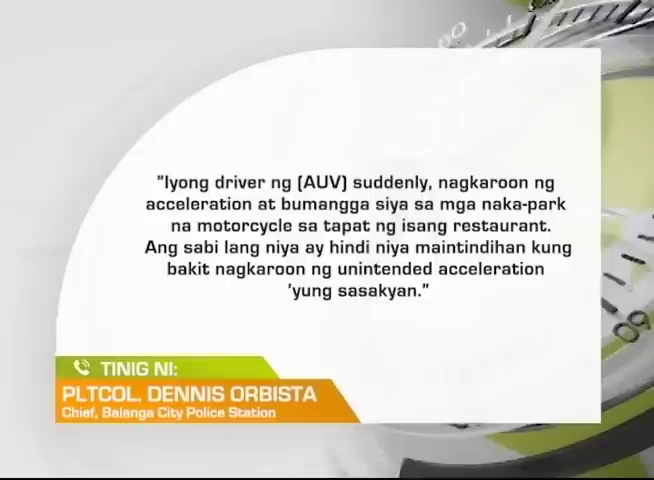 "Iyong driver ng (AUV) suddenly, nagkaroon ng
acceleration at bumangga siya sa mga naka-park
na motorcycle sa tapat ng isang restaurant.
Ang sabi lang niya ay hindi niya maintindihan kung
bakit nagkaroon ng unintended acceleration
'yung sasakyan."
TINIG NI:
PLTCOL. DENNIS ORBISTA
Chief, Balanga City Police Station
60